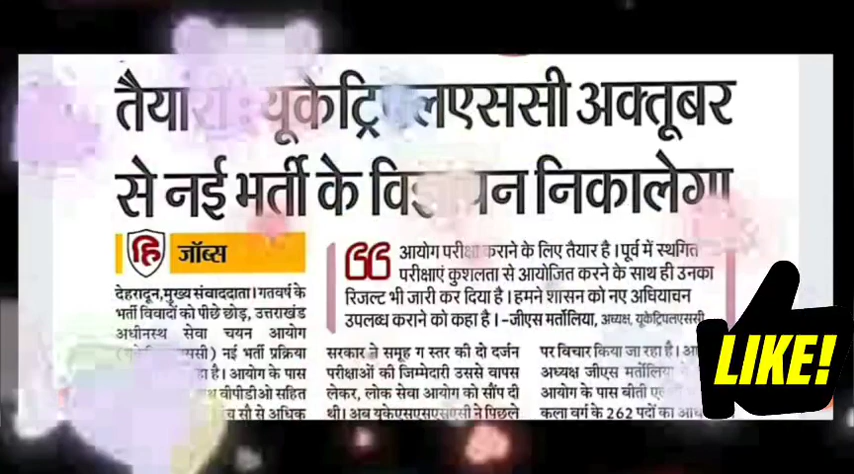 यूकेट्रिपलएससी अक्तूबर
से नई भर्ती के विज्ञापन निकालेगा
हि जॉब्स
आयोग परीक्षा कराने के लिए तैयार है। पूर्व में स्थगित
परीक्षाएं कुशलता से आयोजित करने के साथ ही उनका
रिजल्ट भी जारी कर दिया है। हमने शासन को नए अधियाचन
उपलब्ध कराने को कहा है। -जीएस मर्तोलिया, अध्यक्ष, यूकेट्रिपलएससी
देहरादून, मुख्य संवाददाता। गतवर्ष के
भर्ती विवादों को पीछे छोड़, उत्तराखंड
अधीनस्थ सेवा चयन आयोग
नई भर्ती प्रक्रिया
है। आयोग के पास
वीपीडीओ सहित
सौ से अधिक
सरकार ने समूह ग स्तर की दो दर्जन
परीक्षाओं की जिम्मेदारी उससे वापस
लेकर, लोक सेवा आयोग को सौंप दी
थी। अब यूकेएसएसएससी ने पिछले
पर विचार किया जा रहा है।
अध्यक्ष जीएस मर्तोलिया
आयोग के पास बीती
कला वर्ग के 262 पदों का
LIKE!